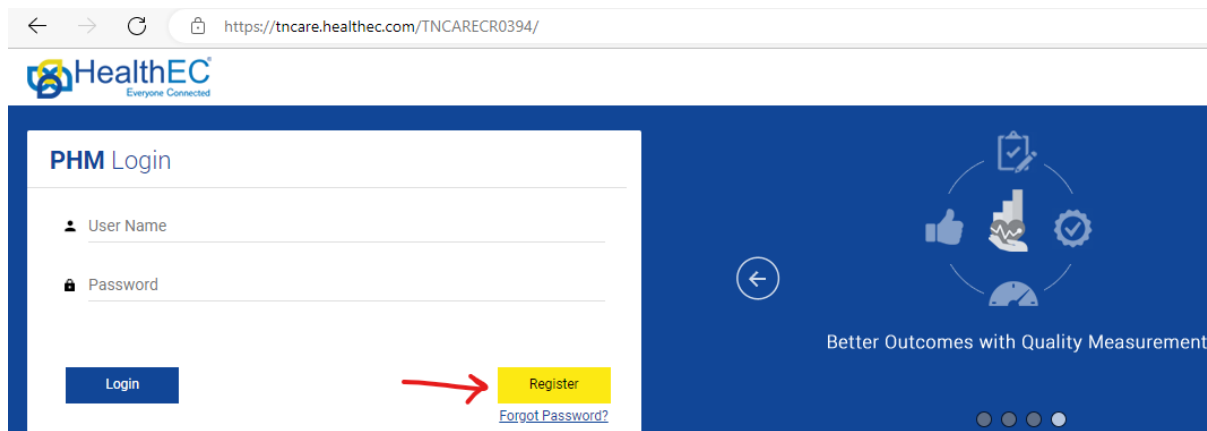 https://tncare.healthec.com/TNCARECR0394/
HealthEC
Everyone Connected
PHM Login
User Name
Password
Login
Register
Forgot Password?
Better Outcomes with Quality Measurement